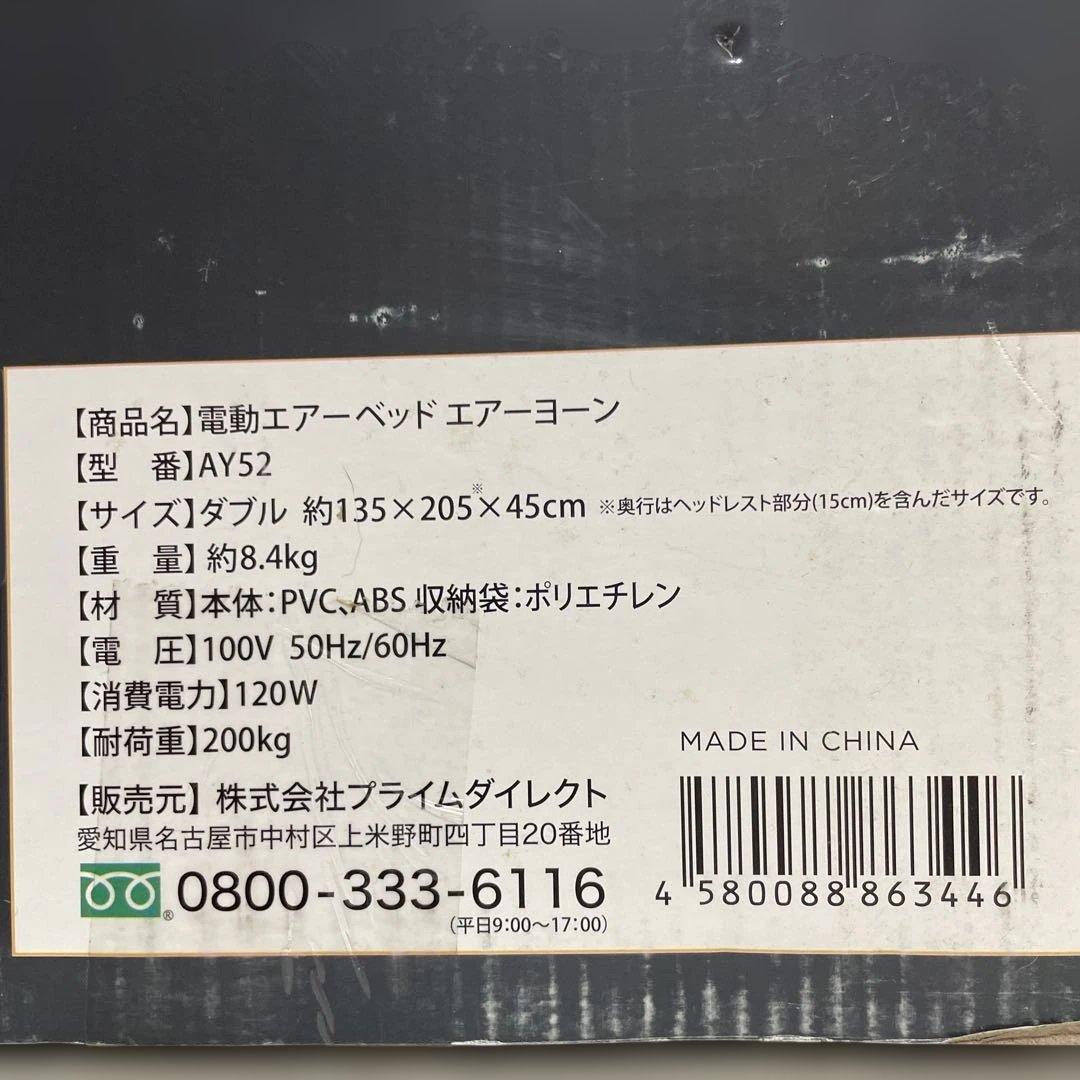 【商品名】電動エアーベッド エアーヨーン
【型　番】AY52
【サイズ】ダブル 約135×205※×45cm ※奥行はヘッドレスト部分(15cm)を含んだサイズです。
【重　量】約8.4kg
【材　質】本体：PVC、ABS 収納袋：ポリエチレン
【電　圧】100V 50Hz/60Hz
【消費電力】120W
【耐荷重】200kg
MADE IN CHINA
【販売元】株式会社プライムダイレクト
愛知県名古屋市中村区上米野町四丁目20番地
0800-333-6116
(平日9：00～17：00)
4 580088 863446